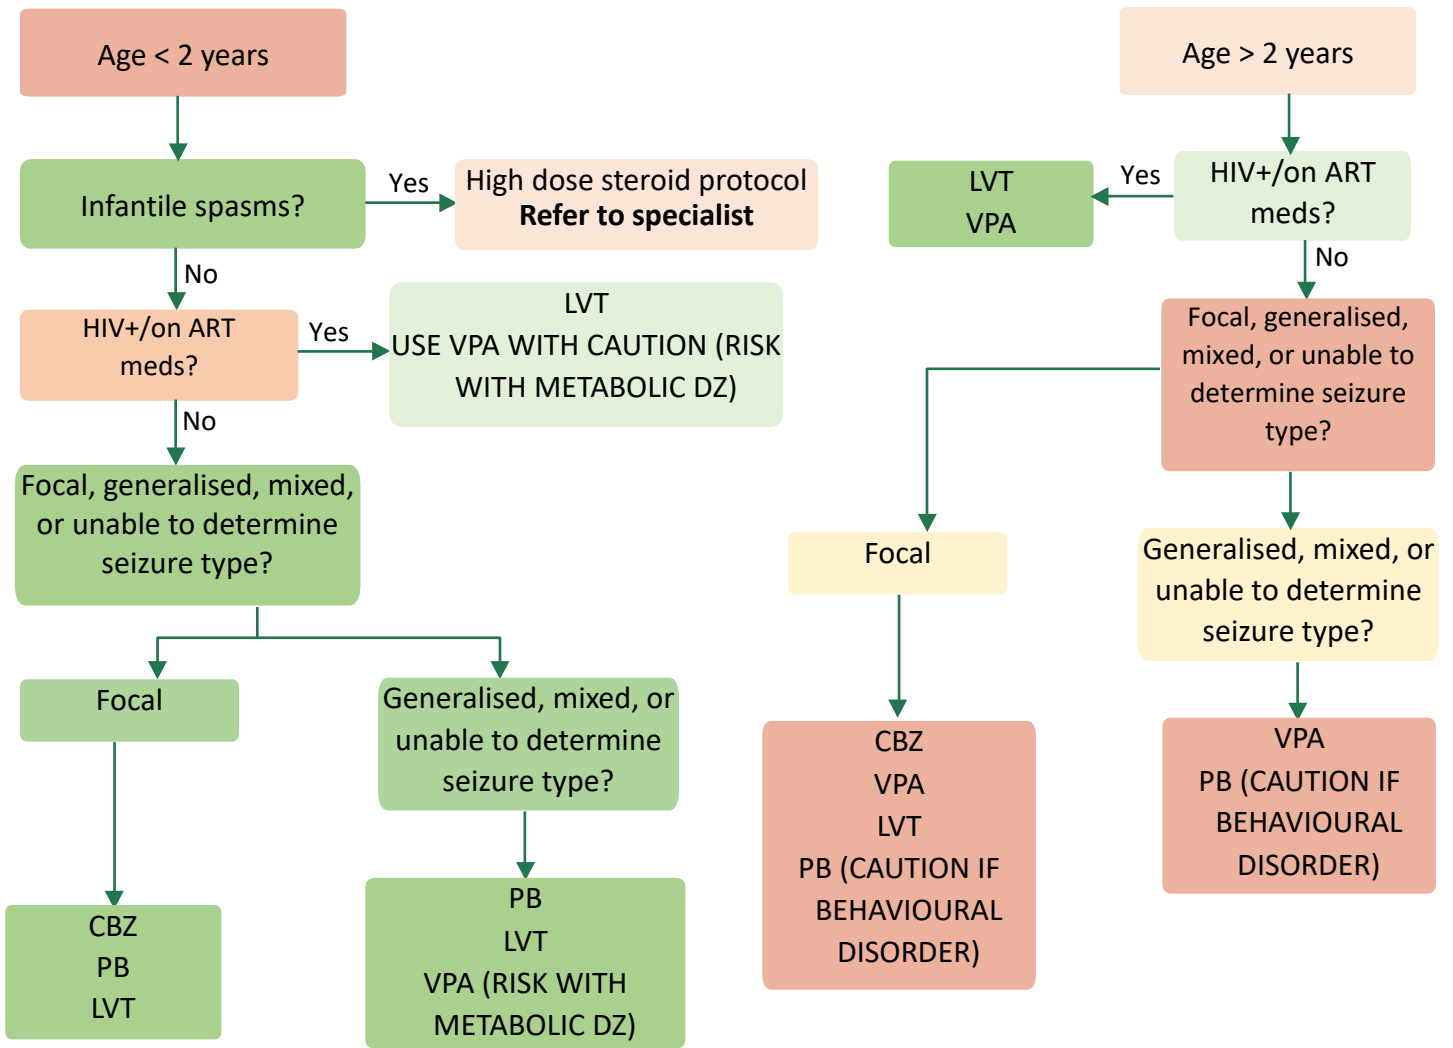 Age < 2 years
Infantile spasms?
Yes
High dose steroid protocol
Refer to specialist
No
HIV+/on ART
meds?
Yes
LVT
USE VPA WITH CAUTION (RISK
WITH METABOLIC DZ)
No
Focal, generalised, mixed,
or unable to determine
seizure type?
Focal
CBZ
PB
LVT
Generalised, mixed, or
unable to determine
seizure type?
PB
LVT
VPA (RISK WITH
METABOLIC DZ)
Age > 2 years
HIV+/on ART
meds?
Yes
LVT
VPA
No
Focal, generalised,
mixed, or unable to
determine seizure
type?
Focal
CBZ
VPA
LVT
PB (CAUTION IF
BEHAVIOURAL
DISORDER)
Generalised, mixed, or
unable to determine
seizure type?
VPA
PB (CAUTION IF
BEHAVIOURAL
DISORDER)